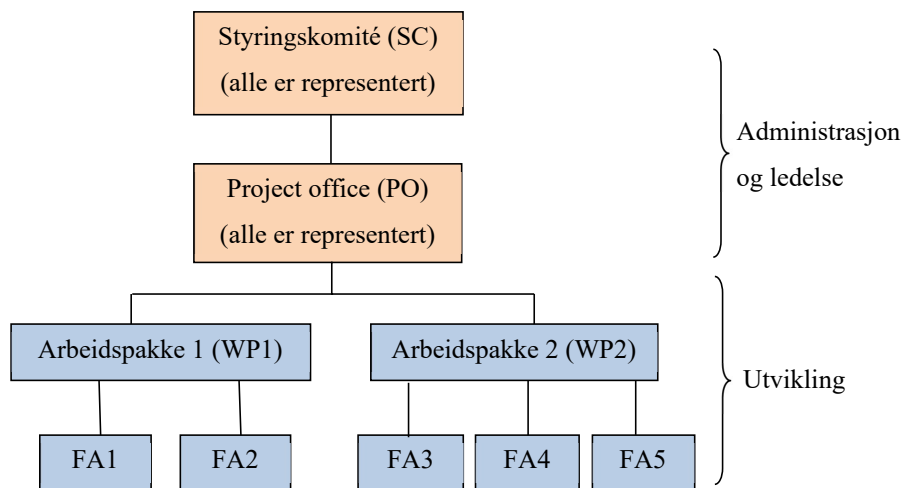 Styringskomité (SC)
(alle er representert)
Administrasjon
og ledelse
Project office (PO)
(alle er representert)
Arbeidspakke 1 (WP1)
Arbeidspakke 2 (WP2)
Utvikling
FA1
FA2
FA3
FA4
FA5